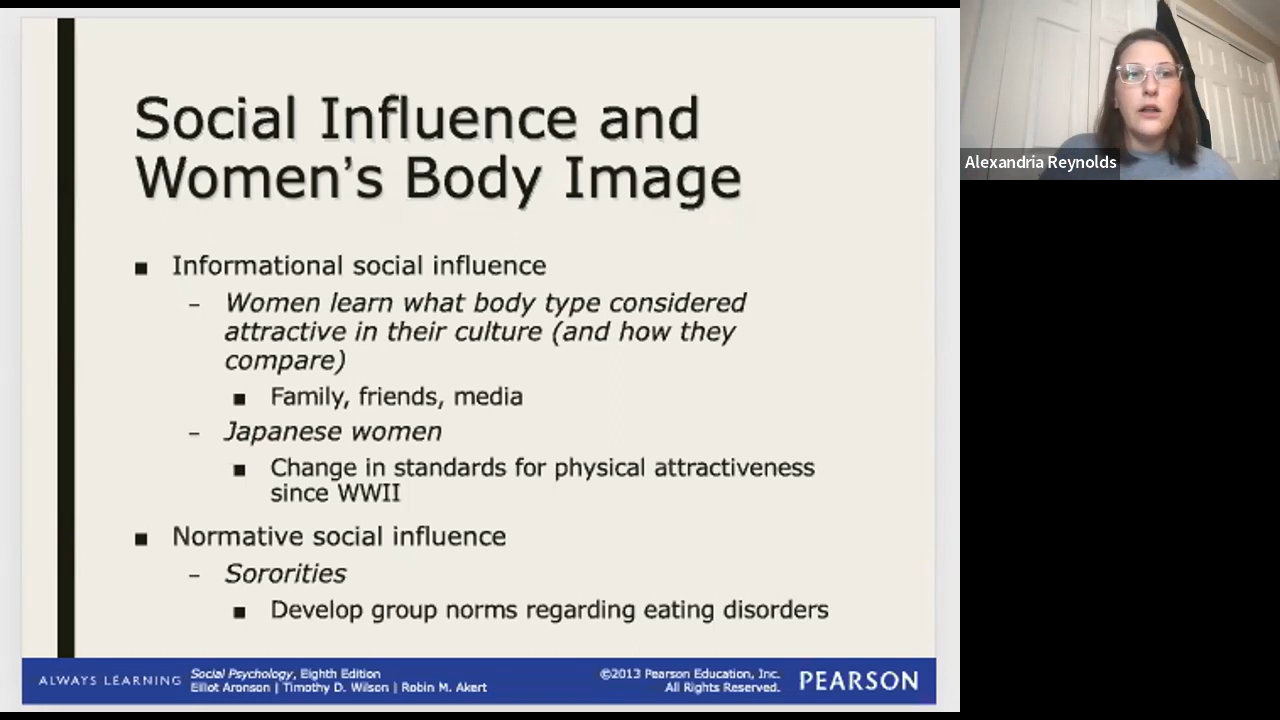 Social Influence and
Women’s Body Image
■ Informational social influence
– Women learn what body type considered
attractive in their culture (and how they
compare)
■ Family, friends, media
– Japanese women
■ Change in standards for physical attractiveness
since WWII
■ Normative social influence
– Sororities
■ Develop group norms regarding eating disorders
ALWAYS LEARNING
Social Psychology, Eighth Edition
Elliot Aronson | Timothy D. Wilson | Robin M. Akert
©2013 Pearson Education, Inc.
All Rights Reserved.
PEARSON
Alexandria Reynolds